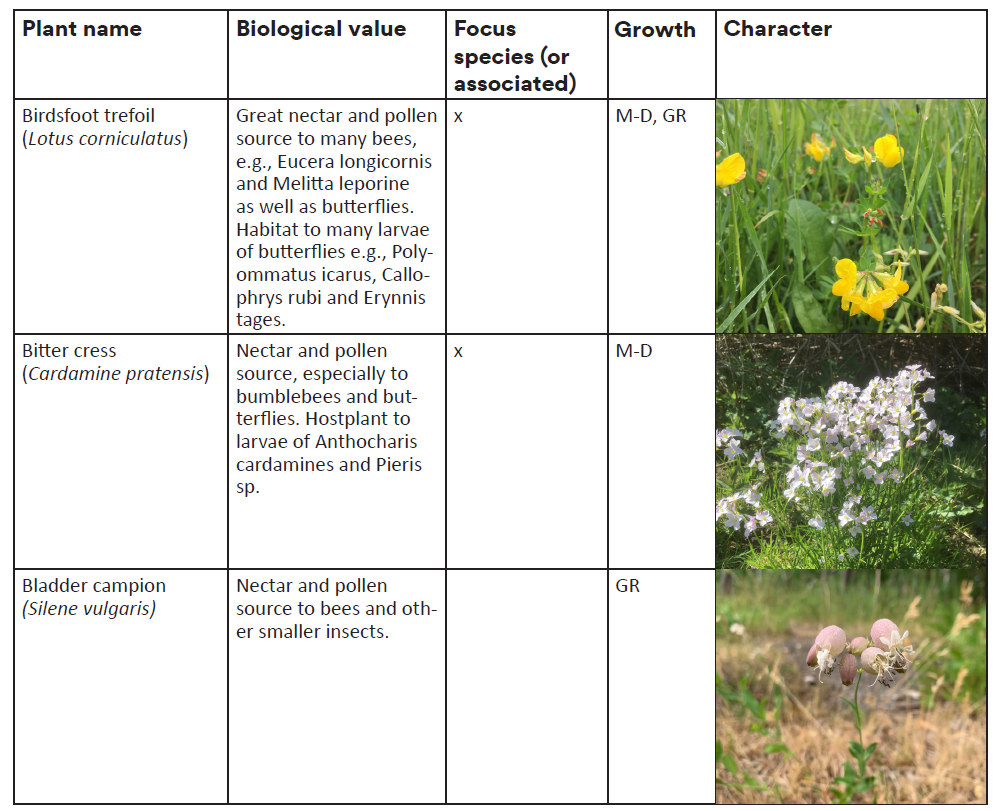 Plant name
Biological value
Focus
species (or
associated)
Growth
Character
Birdsfoot trefoil
(Lotus corniculatus)
Great nectar and pollen
source to many bees,
e.g., Eucera longicornis
and Melitta leporine
as well as butterflies.
Habitat to many larvae
of butterflies e.g., Poly-
ommatus icarus, Callo-
phrys rubi and Erynnis
tages.
x
M-D, GR
Bitter cress
(Cardamine pratensis)
Nectar and pollen
source, especially to
bumblebees and but-
terflies. Hostplant to
larvae of Anthocharis
cardamines and Pieris
sp.
x
M-D
Bladder campion
(Silene vulgaris)
Nectar and pollen
source to bees and oth-
er smaller insects.
GR